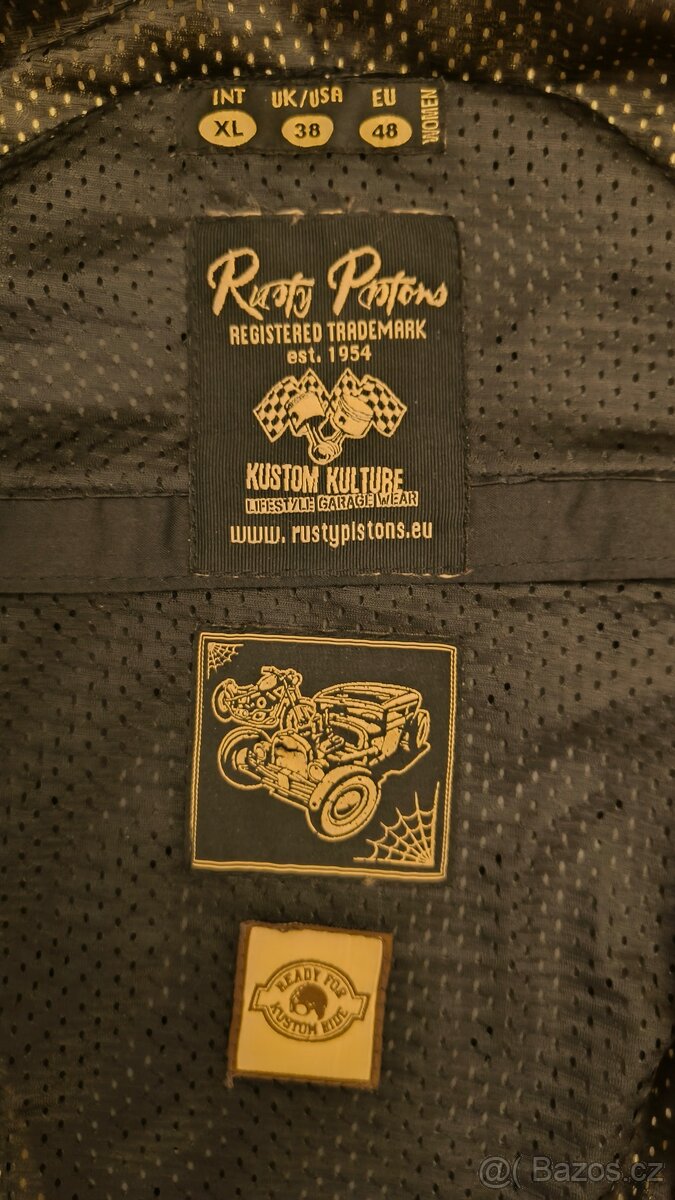 INT UK/USA EU WOMEN
XL 38 48
Rusty Pistons
REGISTERED TRADEMARK
est. 1954
KUSTOM KULTURE
LIFESTYLE GARAGE WEAR
www.rustypistons.eu
READY FOR
KUSTOM RIDE
@( Bazos.cz